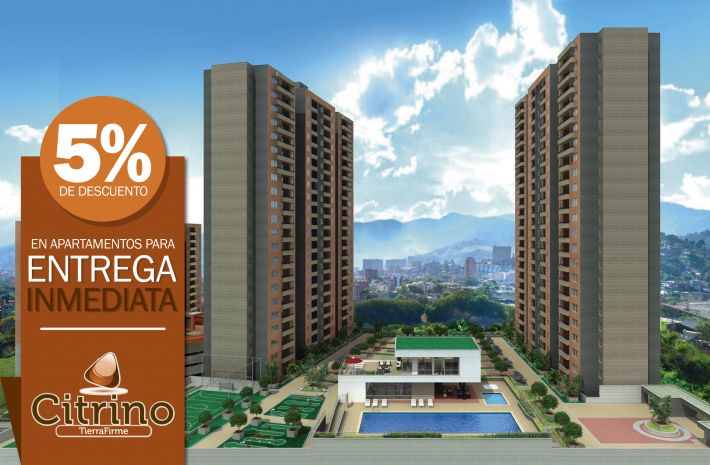 5%
DE DESCUENTO
EN APARTAMENTOS PARA
ENTREGA
INMEDIATA
Citrino
TierraFirme